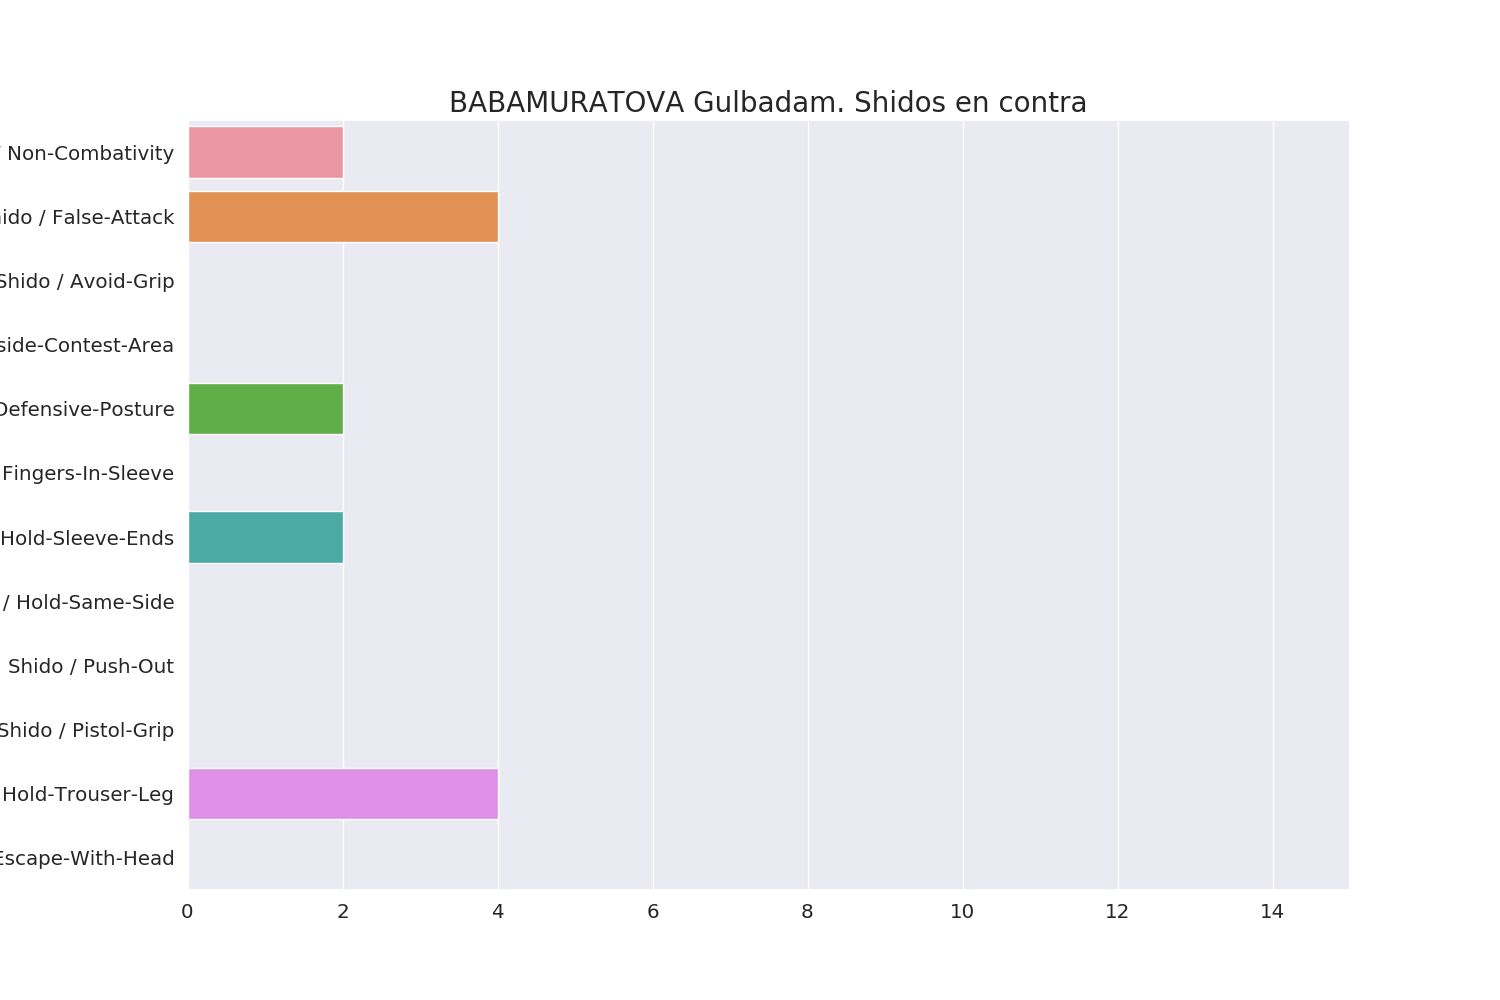 BABAMURATOVA Gulbadam. Shidos en contra
/ Non-Combativity
ido / False-Attack
Shido / Avoid-Grip
side-Contest-Area
Defensive-Posture
Fingers-In-Sleeve
Hold-Sleeve-Ends
/ Hold-Same-Side
Shido / Push-Out
Shido / Pistol-Grip
Hold-Trouser-Leg
Escape-With-Head
0 2 4 6 8 10 12 14